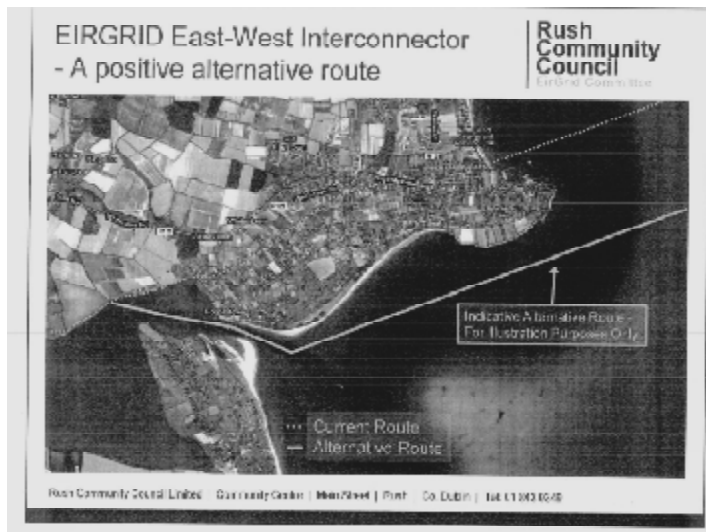 EIRGRID East-West Interconnector
- A positive alternative route
Rush
Community
Council
EirGrid Committee
Indicative Alternative Route -
For Illustration Purposes Only
Current Route
Alternative Route
Rush Community Council Limited Community Centre | Main Street | Rush Co. Dublin | Tel: